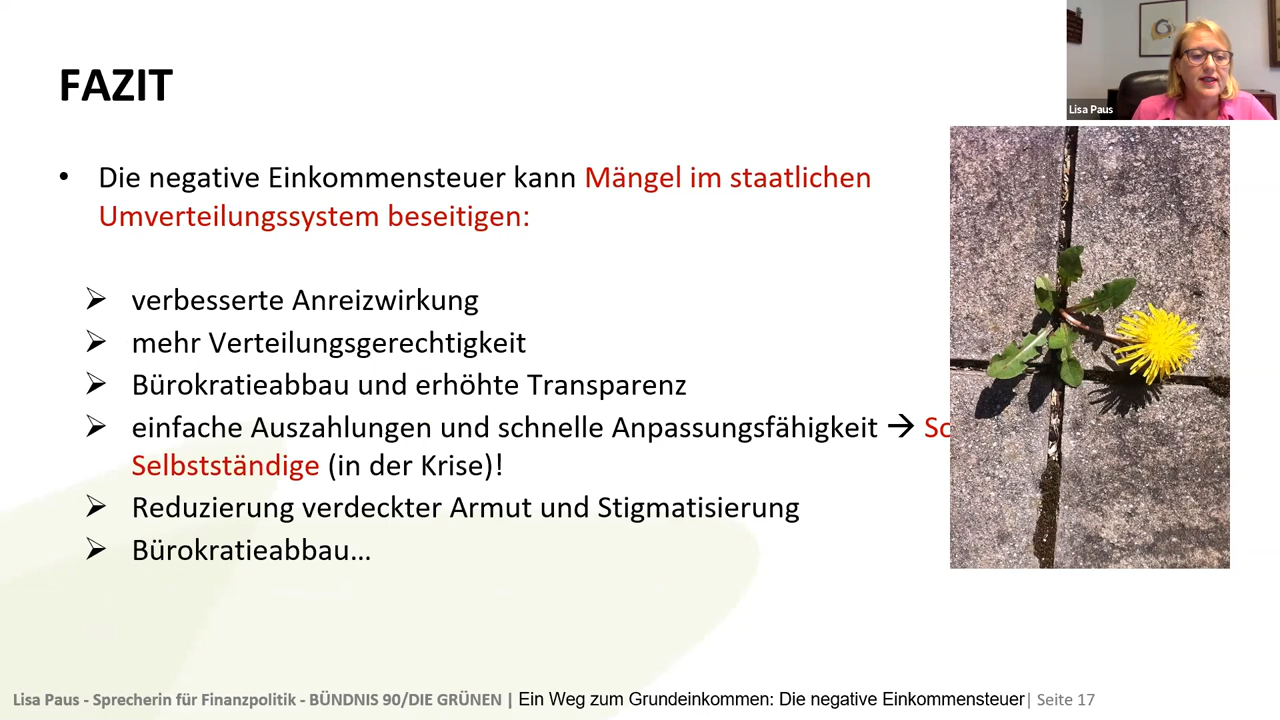 Lisa Paus
FAZIT
• Die negative Einkommensteuer kann Mängel im staatlichen
Umverteilungssystem beseitigen:
➢ verbesserte Anreizwirkung
➢ mehr Verteilungsgerechtigkeit
➢ Bürokratieabbau und erhöhte Transparenz
➢ einfache Auszahlungen und schnelle Anpassungsfähigkeit →
Selbstständige (in der Krise)!
➢ Reduzierung verdeckter Armut und Stigmatisierung
➢ Bürokratieabbau...
Lisa Paus - Sprecherin für Finanzpolitik - BÜNDNIS 90/DIE GRÜNEN | Ein Weg zum Grundeinkommen: Die negative Einkommensteuer| Seite 17